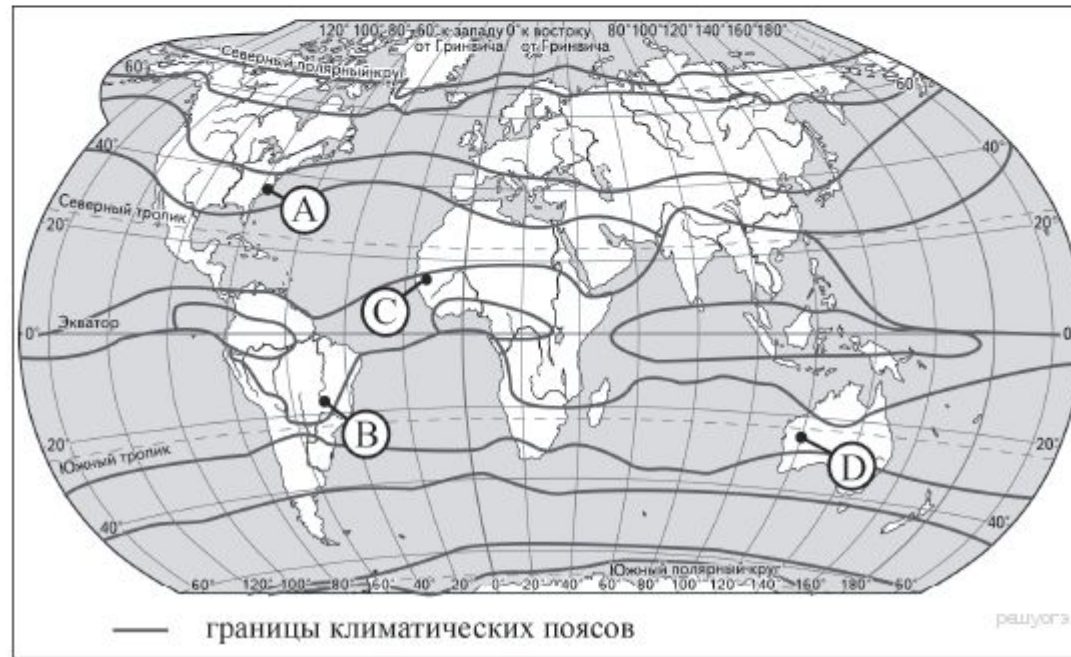 120° 100° 80° 60° к западу 0° к востоку 80°100°120°140°160°180°
от Гринвича от Гринвича
Северный полярный круг
60°
60°
40°
40°
A
Северный тропик
20°
20°
C
Экватор
0°
0°
B
D
20°
Южный тропик
20°
40°
40°
Южный полярный круг
60° 120° 100° 80° 60° 40° 20 0° 20° 40° 60° 80° 100° 120° 140° 160° 180° 60°
границы климатических поясов
решуогэ